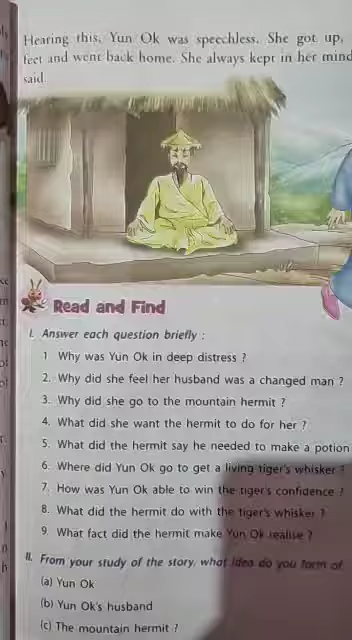 Hearing this, Yun Ok was speechless. She got up,
feet and went back home. She always kept in her mind
said.
Read and Find
I. Answer each question briefly :
1 Why was Yun Ok in deep distress ?
2. Why did she feel her husband was a changed man ?
3. Why did she go to the mountain hermit ?
4. What did she want the hermit to do for her ?
5. What did the hermit say he needed to make a potion
6. Where did Yun Ok go to get a living tiger's whisker ?
7. How was Yun Ok able to win the tiger's confidence ?
8. What did the hermit do with the tiger's whisker ?
9. What fact did the hermit make Yun Ok realise ?
II. From your study of the story, what idea do you form of
(a) Yun Ok
(b) Yun Ok's husband
(c) The mountain hermit ?